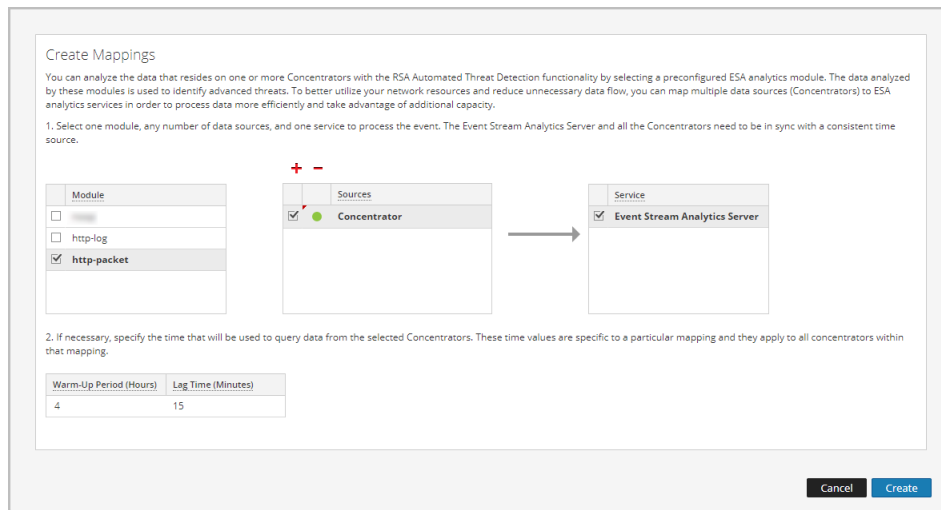 Create Mappings
You can analyze the data that resides on one or more Concentrators with the RSA Automated Threat Detection functionality by selecting a preconfigured ESA analytics module. The data analyzed
by these modules is used to identify advanced threats. To better utilize your network resources and reduce unnecessary data flow, you can map multiple data sources (Concentrators) to ESA
analytics services in order to process data more efficiently and take advantage of additional capacity.
1. Select one module, any number of data sources, and one service to process the event. The Event Stream Analytics Server and all the Concentrators need to be in sync with a consistent time
source.
+ −
Module
Sources
Service
Concentrator
Event Stream Analytics Server
http-log
http-packet
2. If necessary, specify the time that will be used to query data from the selected Concentrators. These time values are specific to a particular mapping and they apply to all concentrators within
that mapping.
Warm-Up Period (Hours) Lag Time (Minutes)
4 15
Cancel Create